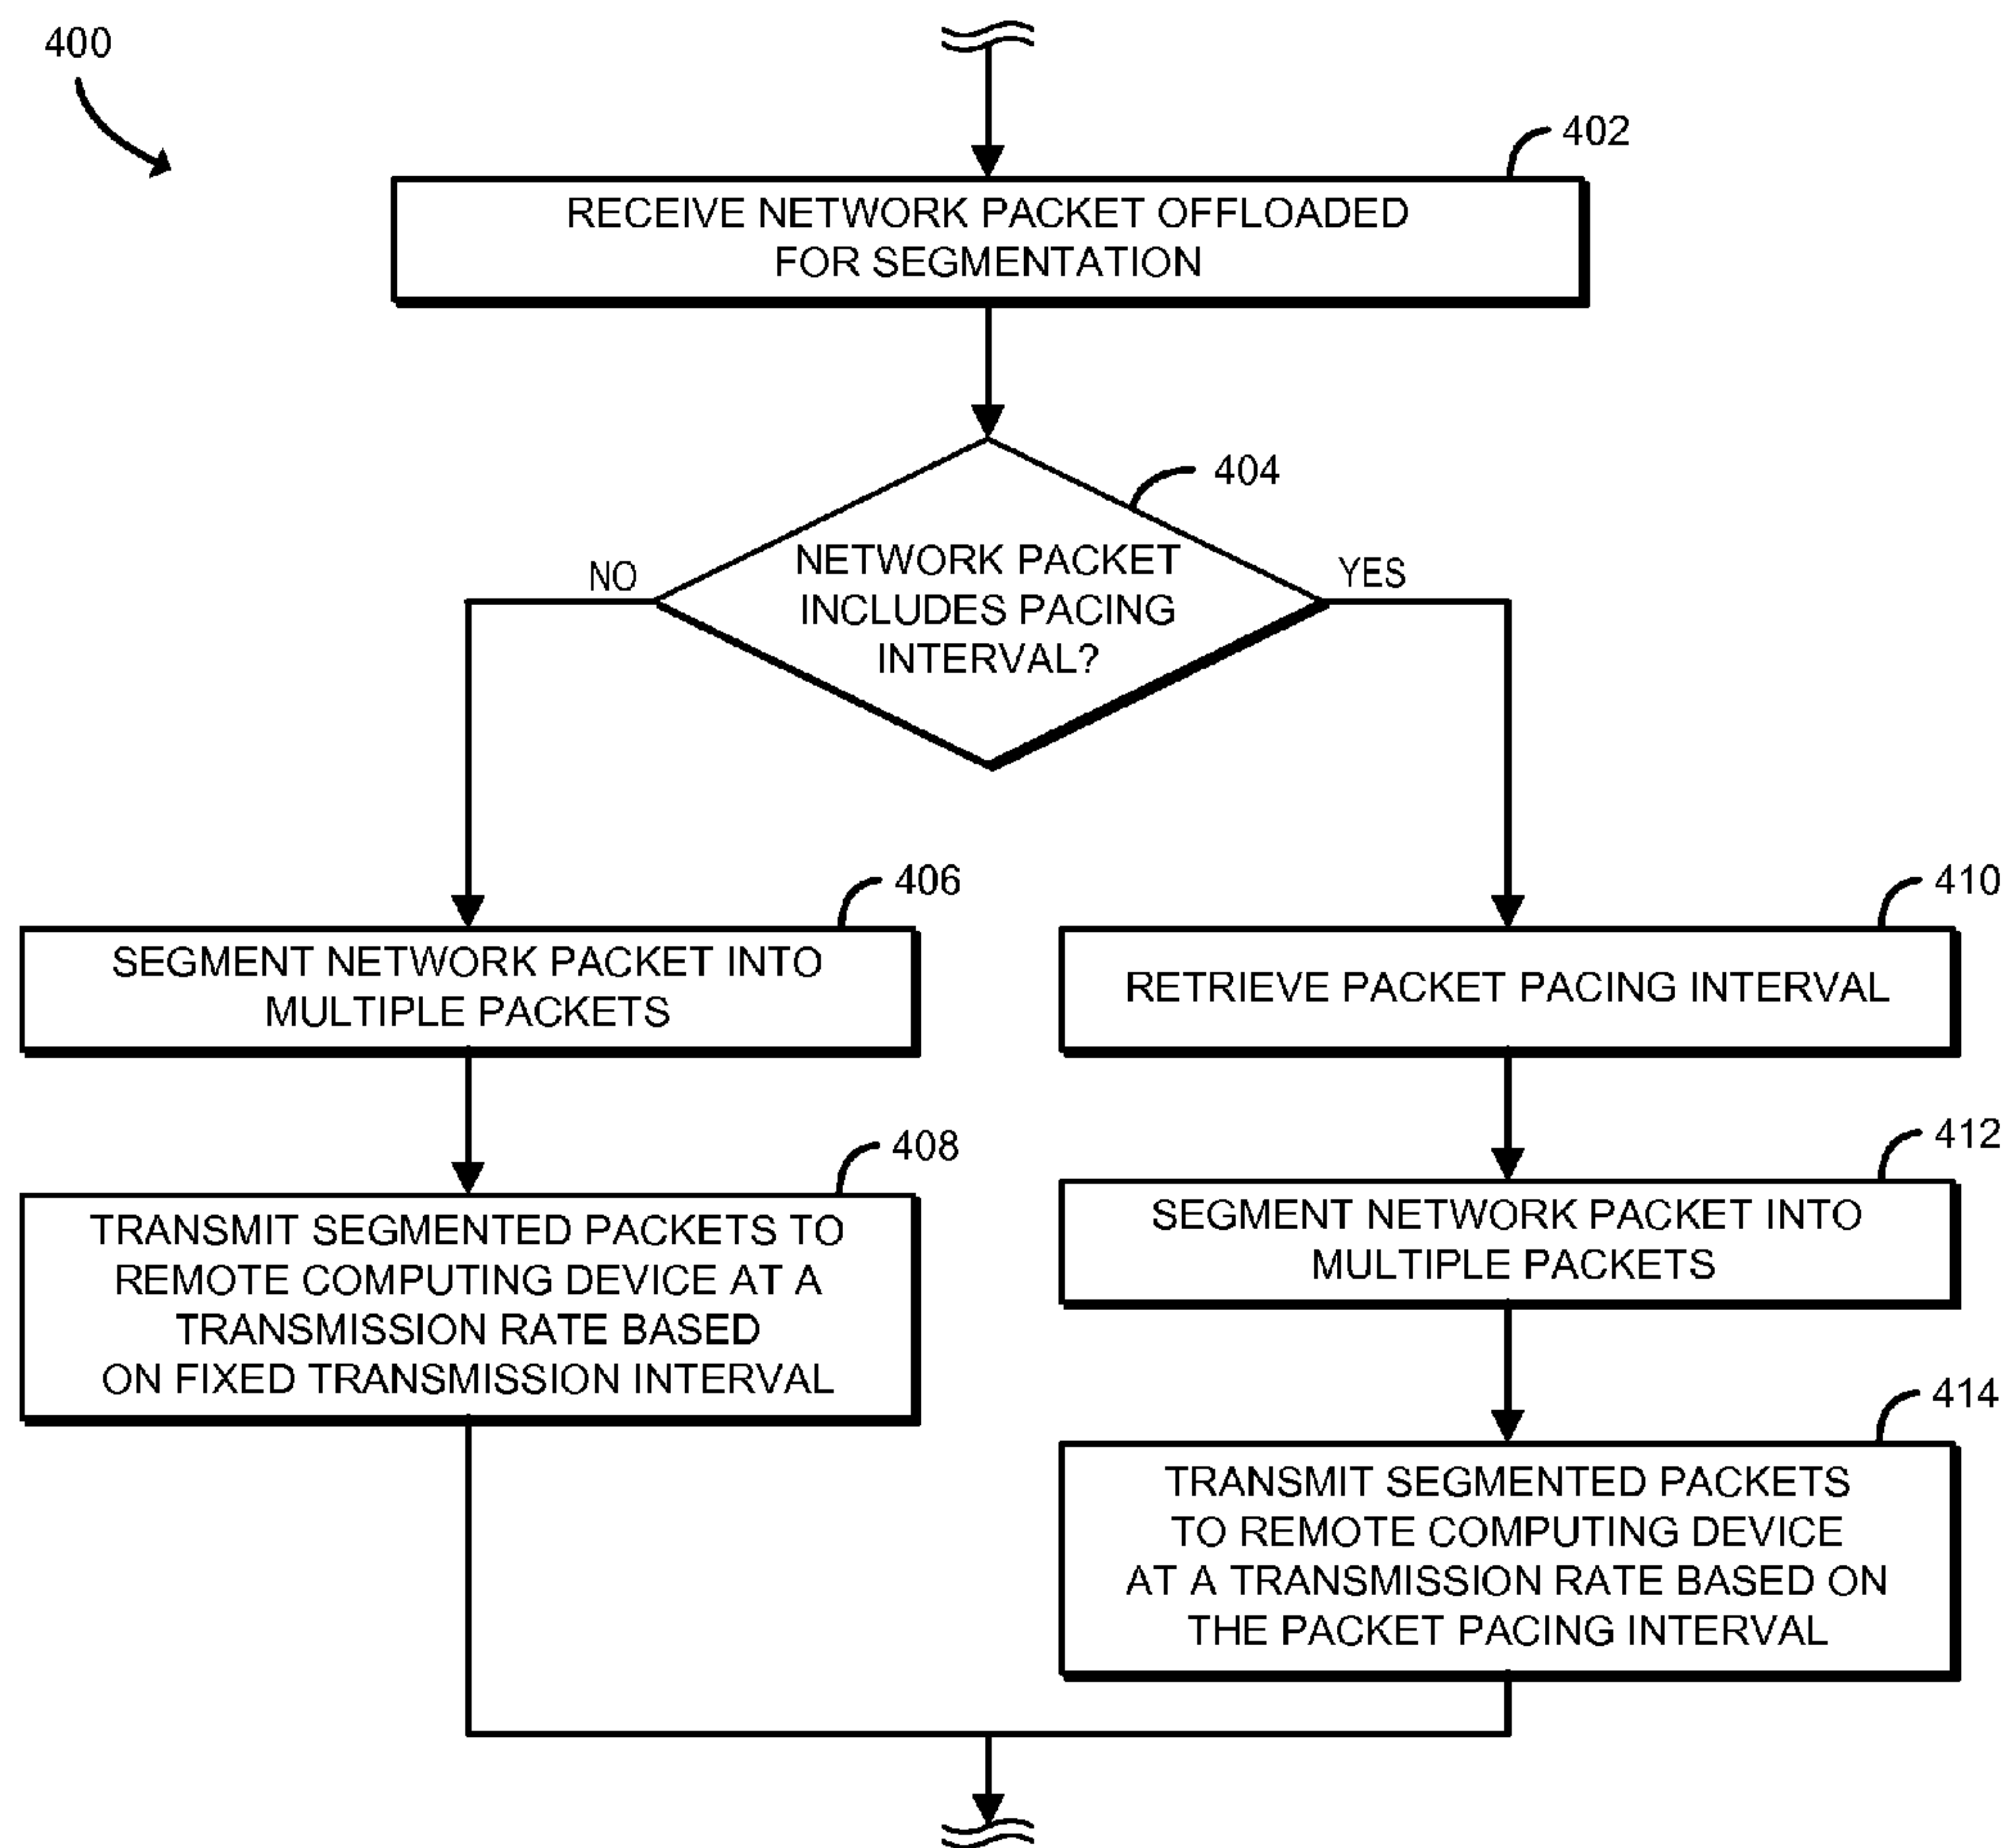 400
402
RECEIVE NETWORK PACKET OFFLOADED
FOR SEGMENTATION
404
NETWORK PACKET
INCLUDES PACING
INTERVAL?
NO
YES
406
SEGMENT NETWORK PACKET INTO
MULTIPLE PACKETS
408
TRANSMIT SEGMENTED PACKETS TO
REMOTE COMPUTING DEVICE AT A
TRANSMISSION RATE BASED
ON FIXED TRANSMISSION INTERVAL
410
RETRIEVE PACKET PACING INTERVAL
412
SEGMENT NETWORK PACKET INTO
MULTIPLE PACKETS
414
TRANSMIT SEGMENTED PACKETS
TO REMOTE COMPUTING DEVICE
AT A TRANSMISSION RATE BASED ON
THE PACKET PACING INTERVAL